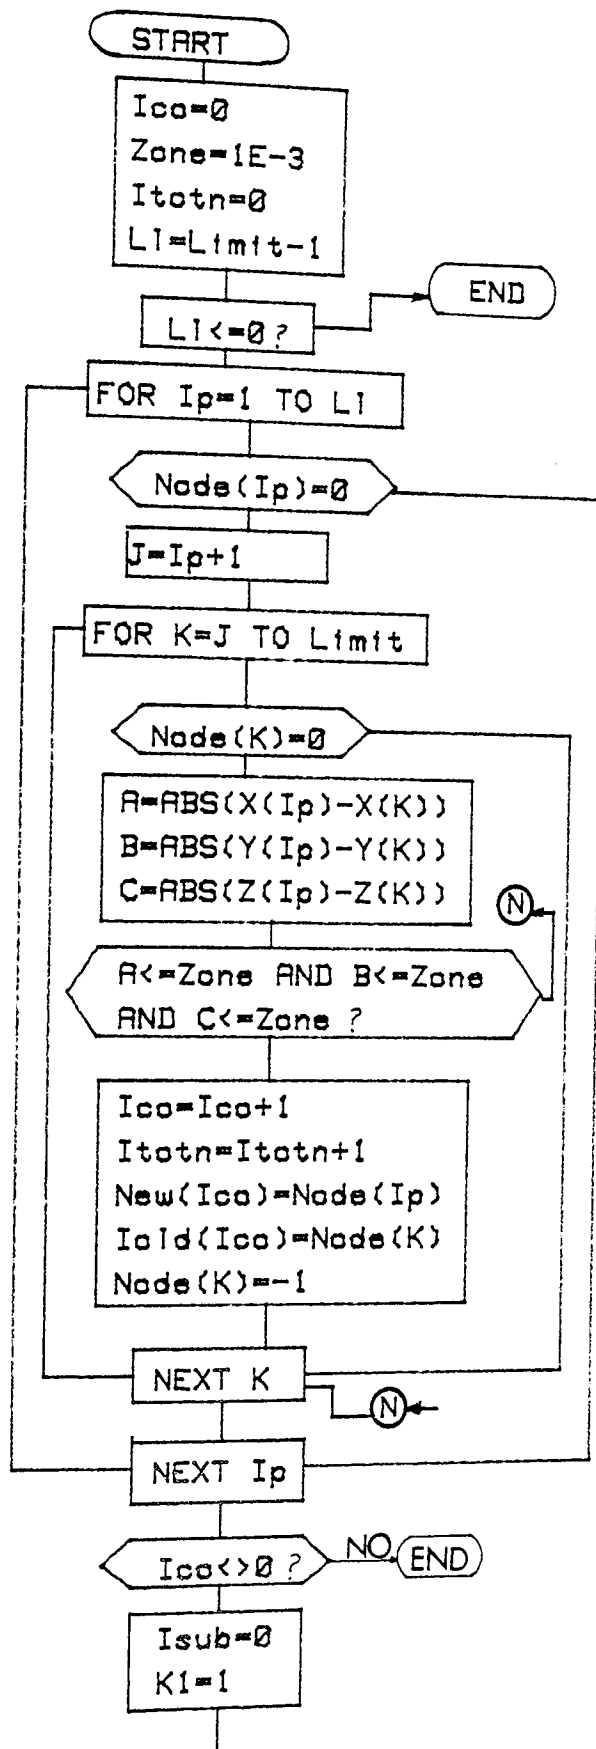 START
Ico=0
Zone=1E-3
Itotn=0
Ll=Limit-1
Ll<=0?
END
FOR Ip=1 TO Ll
Node(Ip)=0
J=Ip+1
FOR K=J TO Limit
Node(K)=0
A=ABS(X(Ip)-X(K))
B=ABS(Y(Ip)-Y(K))
C=ABS(Z(Ip)-Z(K))
N
A<=Zone AND B<=Zone
AND C<=Zone ?
Ico=Ico+1
Itotn=Itotn+1
New(Ico)=Node(Ip)
Iold(Ico)=Node(K)
Node(K)=-1
NEXT K
N
NEXT Ip
Ico<>0?
NO
END
Isub=0
K1=1